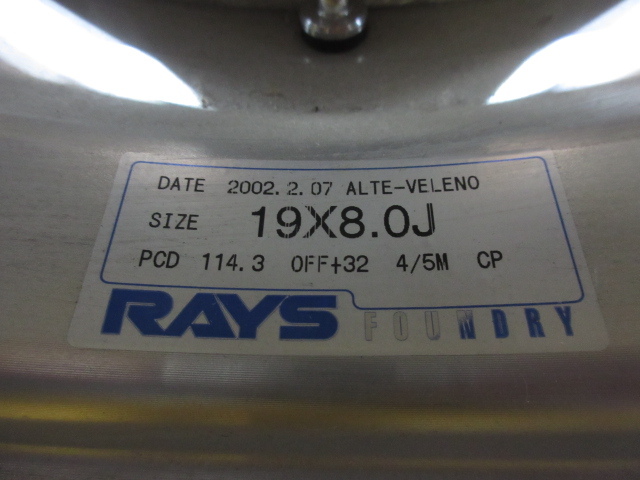 DATE 2002.2.07 ALTE-VELENO
SIZE 19X8.0J
PCD 114.3 OFF+32 4/5M CP
RAYS FOUNDRY